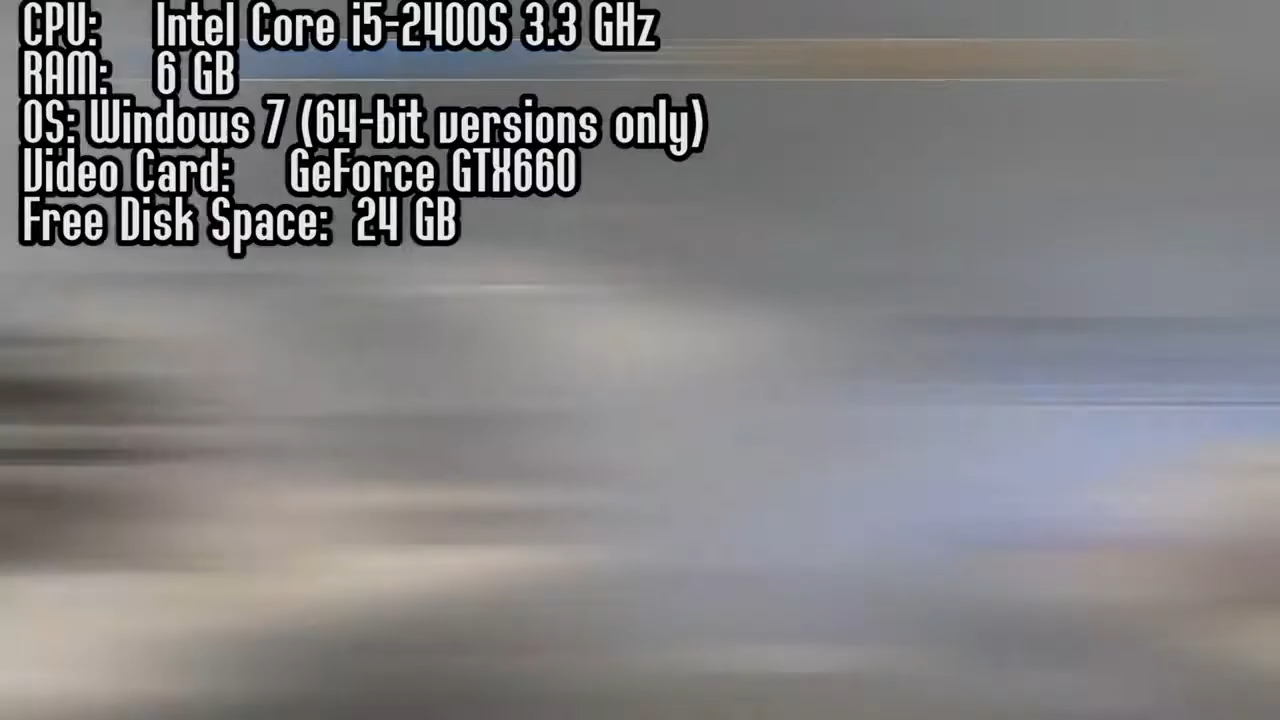 CPU: Intel Core i5-2400S 3.3 GHz
RAM: 6 GB
OS: Windows 7 (64-bit versions only)
Video Card: GeForce GTX660
Free Disk Space: 24 GB